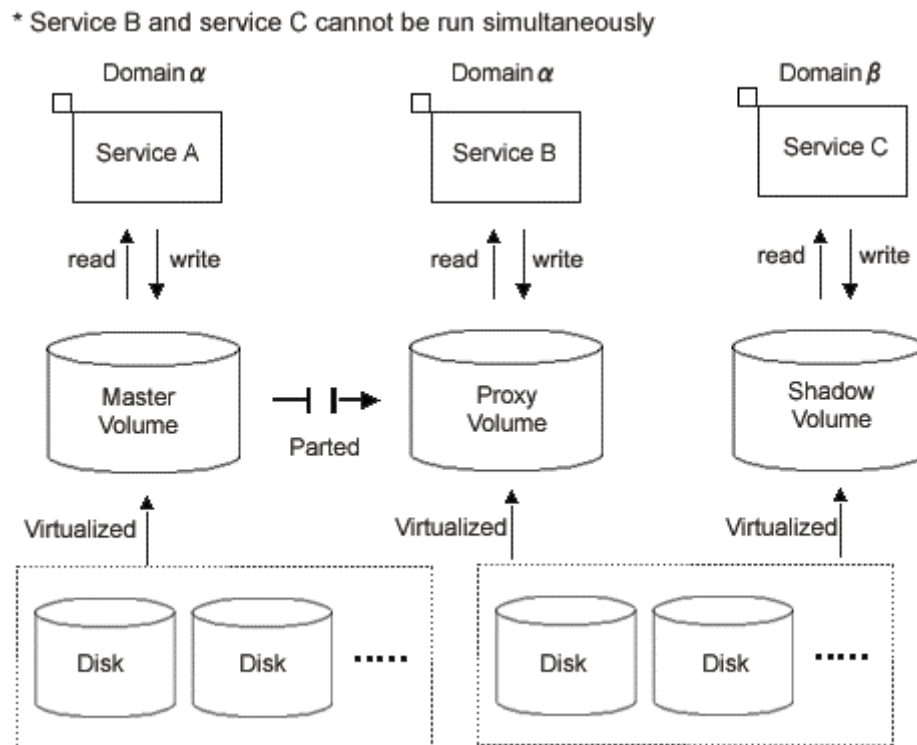 * Service B and service C cannot be run simultaneously
Domain α
Domain α
Domain β
Service A
Service B
Service C
read
write
read
write
read
write
Master
Volume
Parted
Proxy
Volume
Shadow
Volume
Virtualized
Virtualized
Virtualized
Disk
Disk
.....
Disk
Disk
.....